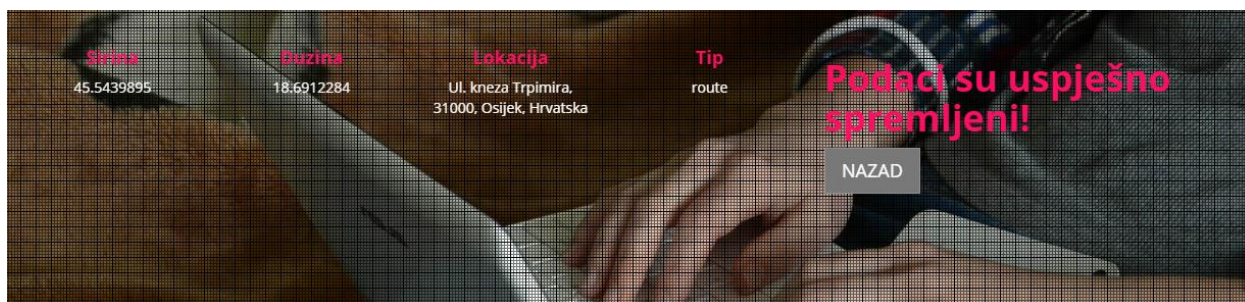 Sirina
45.5439895
Duzina
18.6912284
Lokacija
Ul. kneza Trpimira,
31000, Osijek, Hrvatska
Tip
route
Podaci su uspješno
spremljeni!
NAZAD